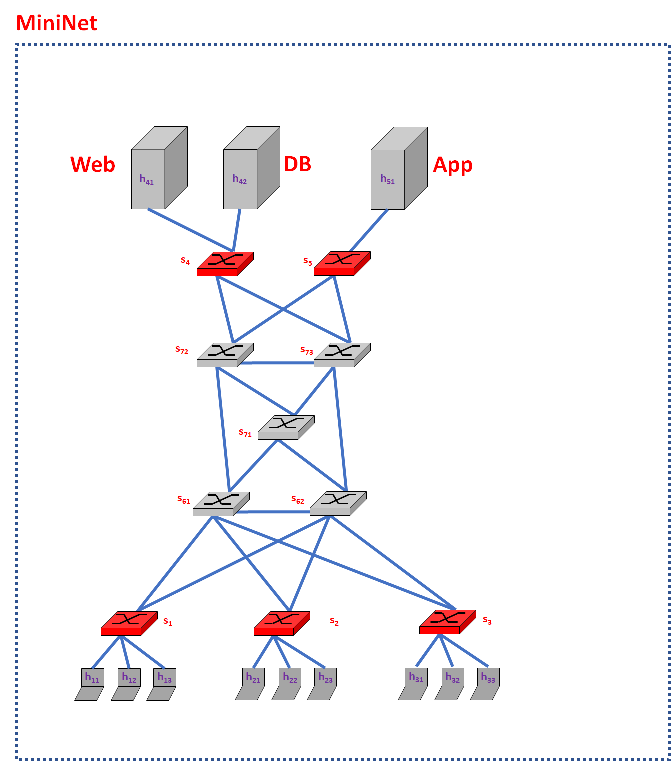 MiniNet
Web
DB
App
h41
h42
h51
s4
s5
s72
s73
s71
s61
s62
s1
s2
s3
h11
h12
h13
h21
h22
h23
h31
h32
h33